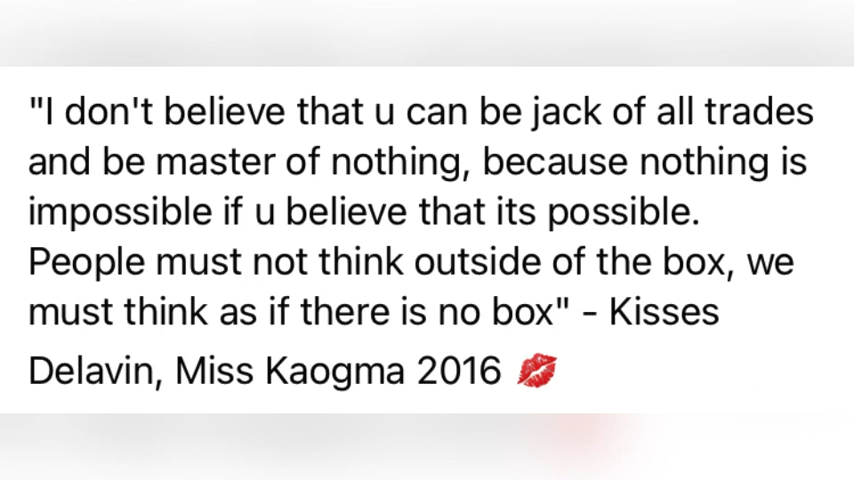 "I don't believe that u can be jack of all trades
and be master of nothing, because nothing is
impossible if u believe that its possible.
People must not think outside of the box, we
must think as if there is no box" - Kisses
Delavin, Miss Kaogma 2016 💋